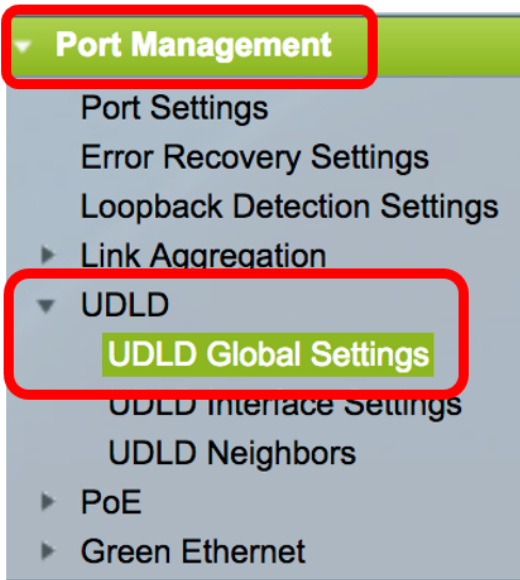 Port Management
Port Settings
Error Recovery Settings
Loopback Detection Settings
Link Aggregation
UDLD
UDLD Global Settings
UDLD Interface Settings
UDLD Neighbors
PoE
Green Ethernet